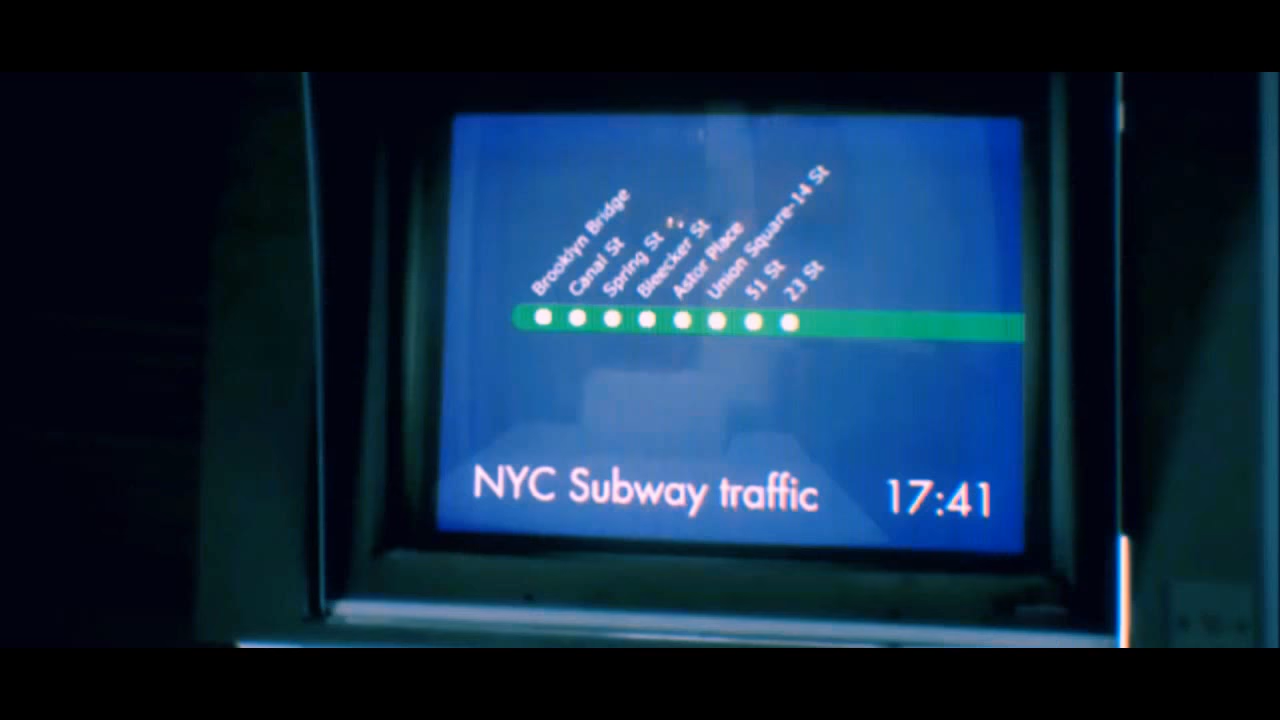 Brooklyn Bridge
Canal St
Spring St
Bleecker St
Astor Place
Union Square-14 St
51 St
23 St
NYC Subway traffic
17:41